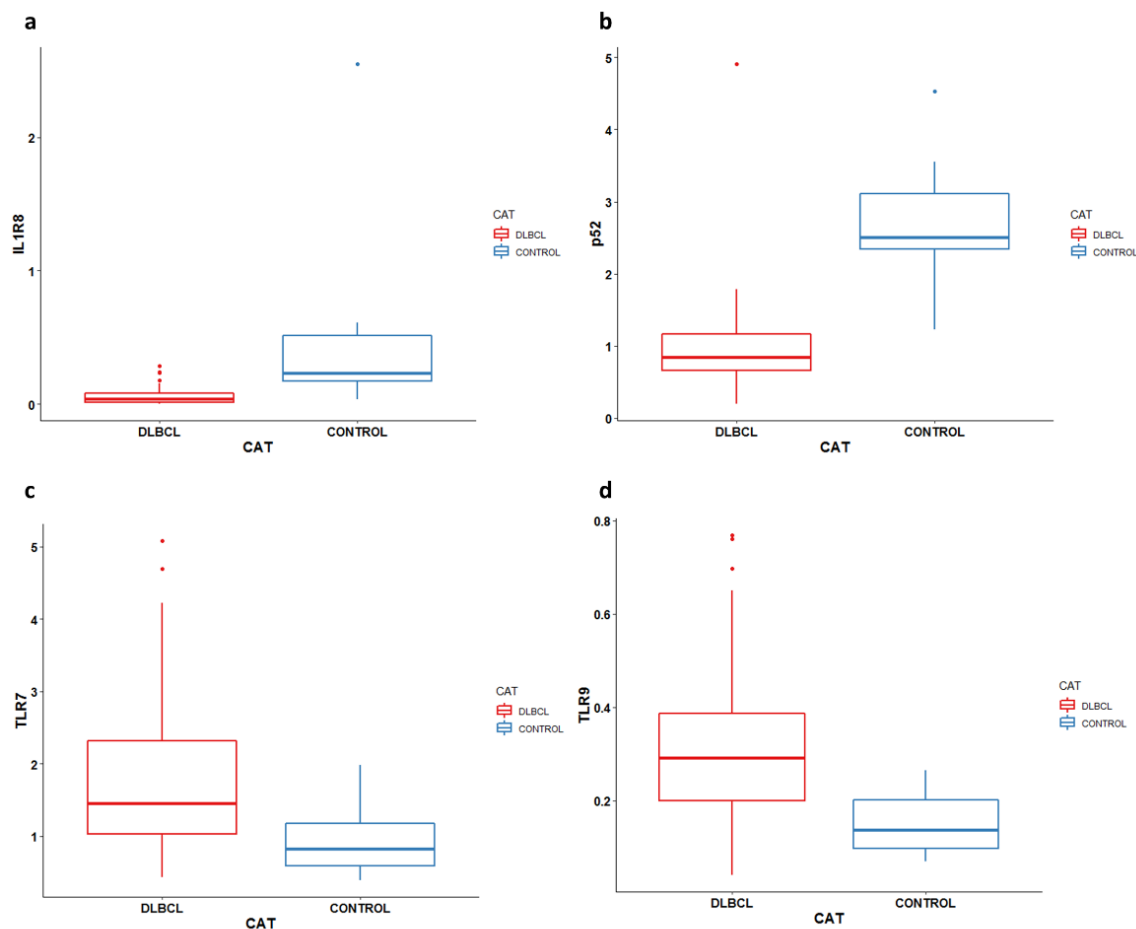 a
2
1
0
IL1R8
DLBCL
CONTROL
CAT
CAT
DLBCL
CONTROL
b
5
4
3
2
1
0
p52
DLBCL
CONTROL
CAT
CAT
DLBCL
CONTROL
c
5
4
3
2
1
TLR7
DLBCL
CONTROL
CAT
CAT
DLBCL
CONTROL
d
0.8
0.6
0.4
0.2
TLR9
DLBCL
CONTROL
CAT
CAT
DLBCL
CONTROL